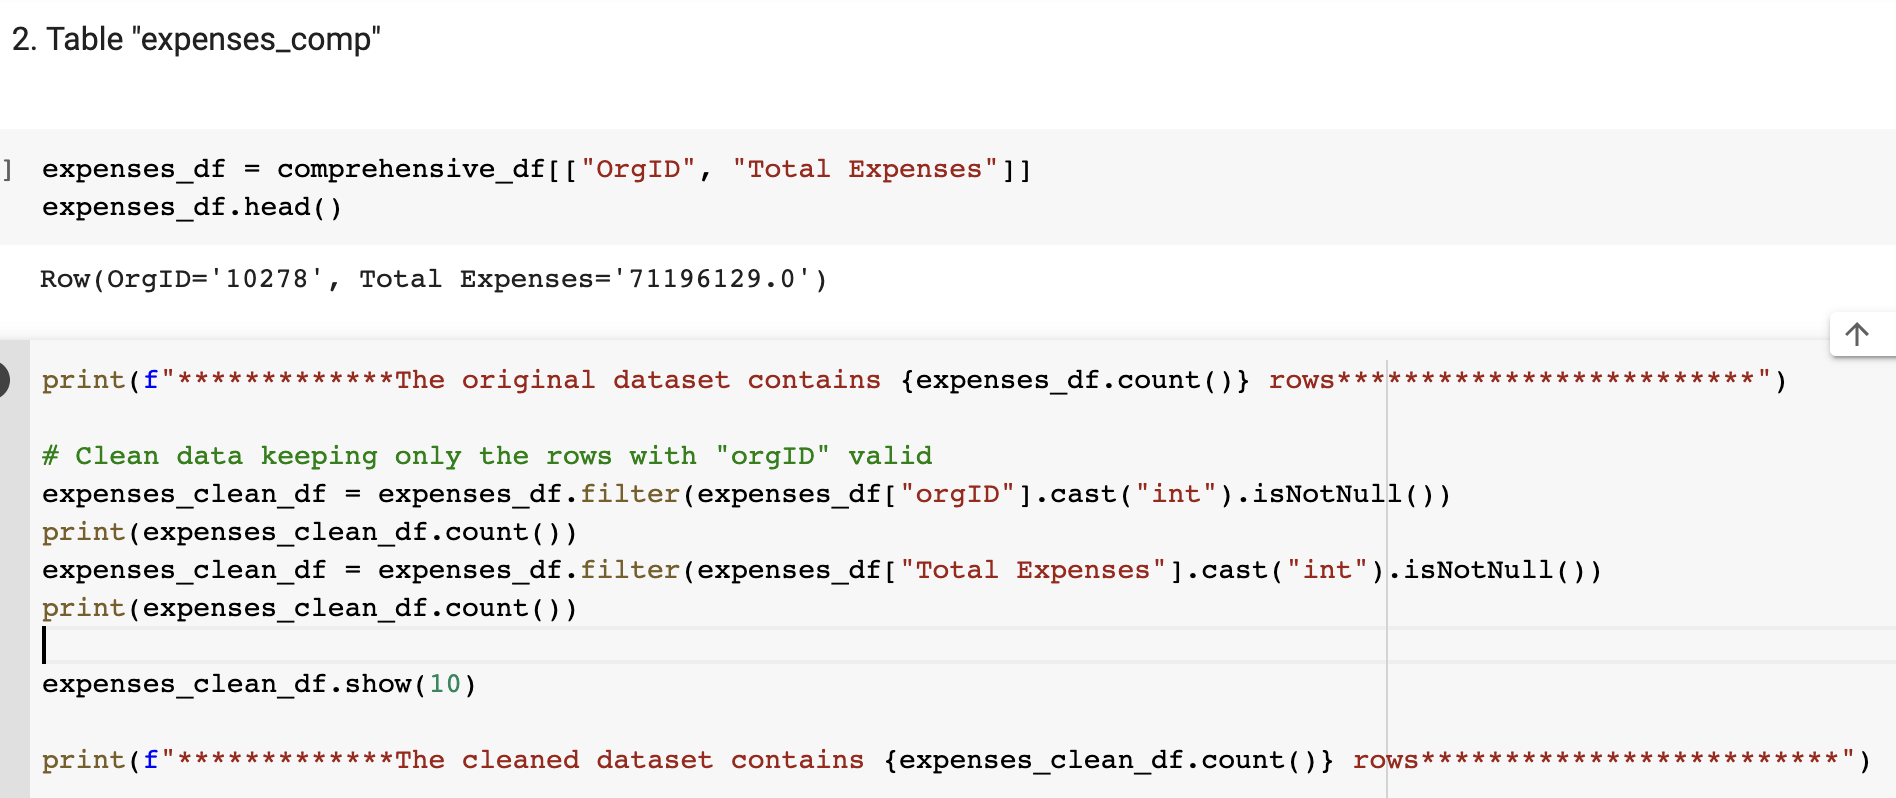 2. Table "expenses_comp"
] expenses_df = comprehensive_df[["OrgID", "Total Expenses"]]
expenses_df.head()
Row(OrgID='10278', Total Expenses='71196129.0')
print(f"*************The original dataset contains {expenses_df.count()} rows*************************")
# Clean data keeping only the rows with "orgID" valid
expenses_clean_df = expenses_df.filter(expenses_df["orgID"].cast("int").isNotNull())
print(expenses_clean_df.count())
expenses_clean_df = expenses_df.filter(expenses_df["Total Expenses"].cast("int").isNotNull())
print(expenses_clean_df.count())
expenses_clean_df.show(10)
print(f"*************The cleaned dataset contains {expenses_clean_df.count()} rows*************************")